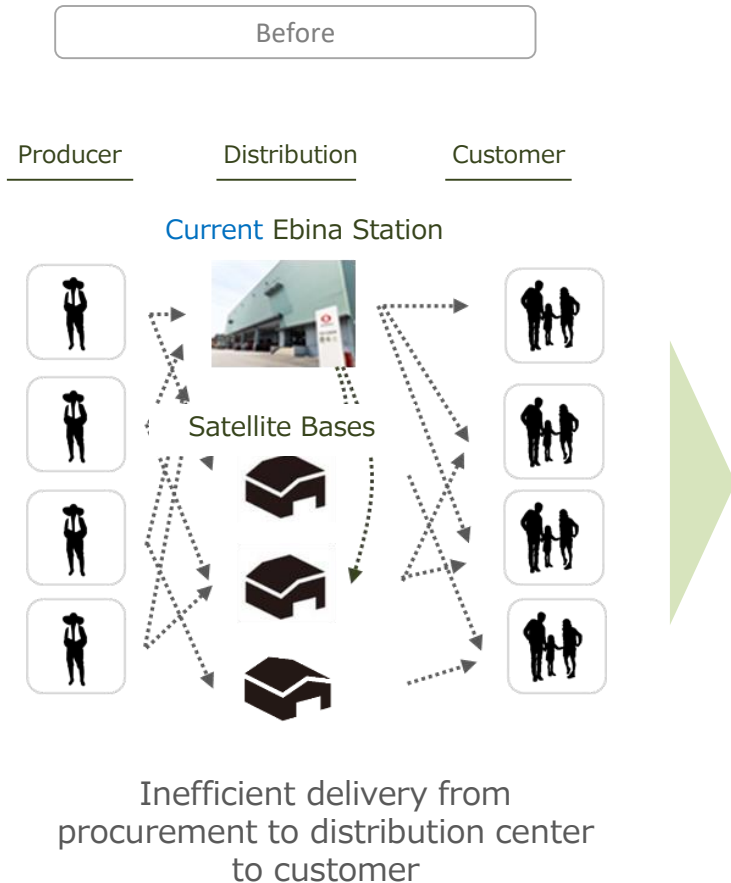 Before
Producer
Distribution
Customer
Current Ebina Station
Satellite Bases
Inefficient delivery from
procurement to distribution center
to customer